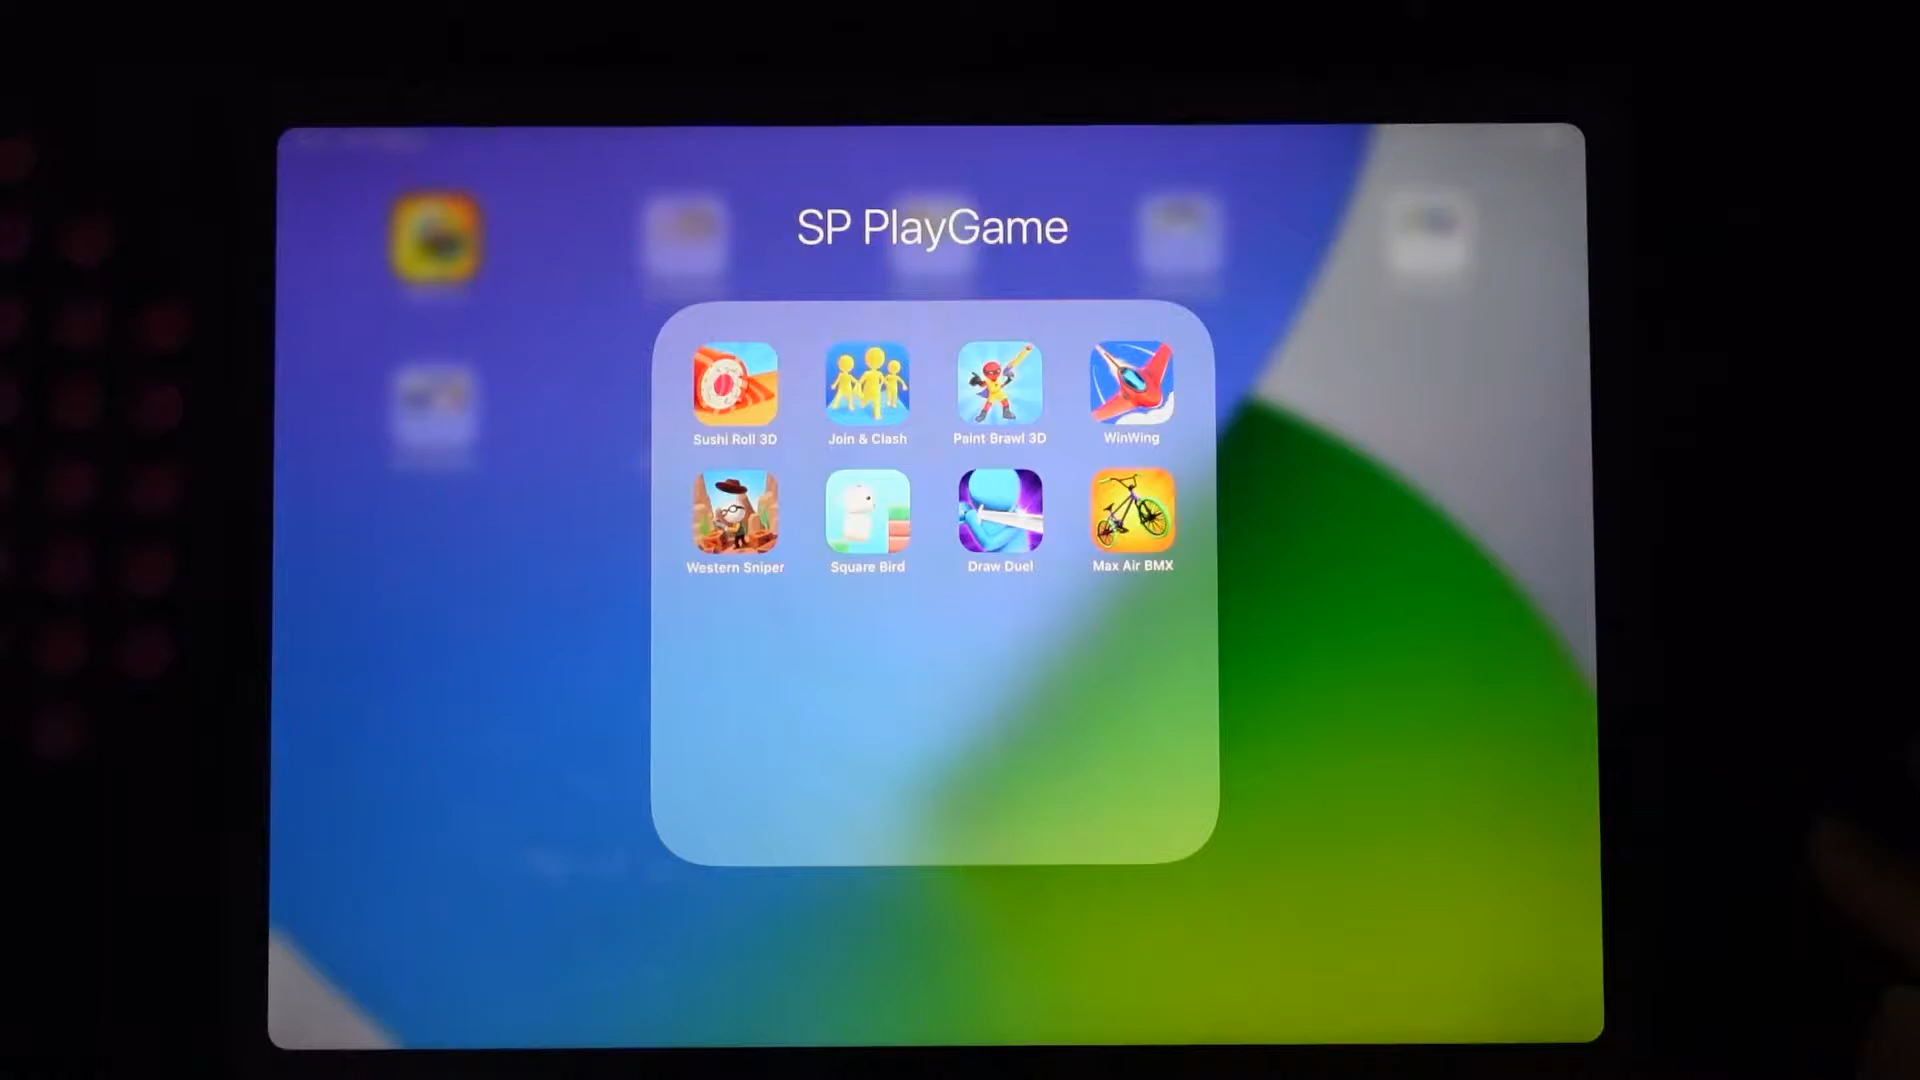 SP PlayGame
Sushi Roll 3D
Join & Clash
Paint Brawl 3D
WinWing
Western Sniper
Square Bird
Draw Duel
Max Air BMX